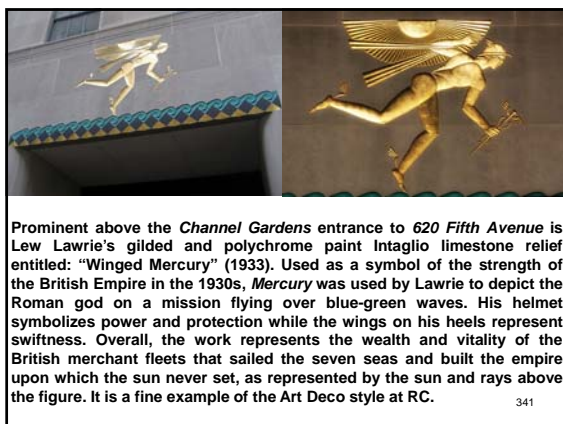 Prominent above the Channel Gardens entrance to 620 Fifth Avenue is
Lew Lawrie’s gilded and polychrome paint Intaglio limestone relief
entitled: “Winged Mercury” (1933). Used as a symbol of the strength of
the British Empire in the 1930s, Mercury was used by Lawrie to depict the
Roman god on a mission flying over blue-green waves. His helmet
symbolizes power and protection while the wings on his heels represent
swiftness. Overall, the work represents the wealth and vitality of the
British merchant fleets that sailed the seven seas and built the empire
upon which the sun never set, as represented by the sun and rays above
the figure. It is a fine example of the Art Deco style at RC.
341